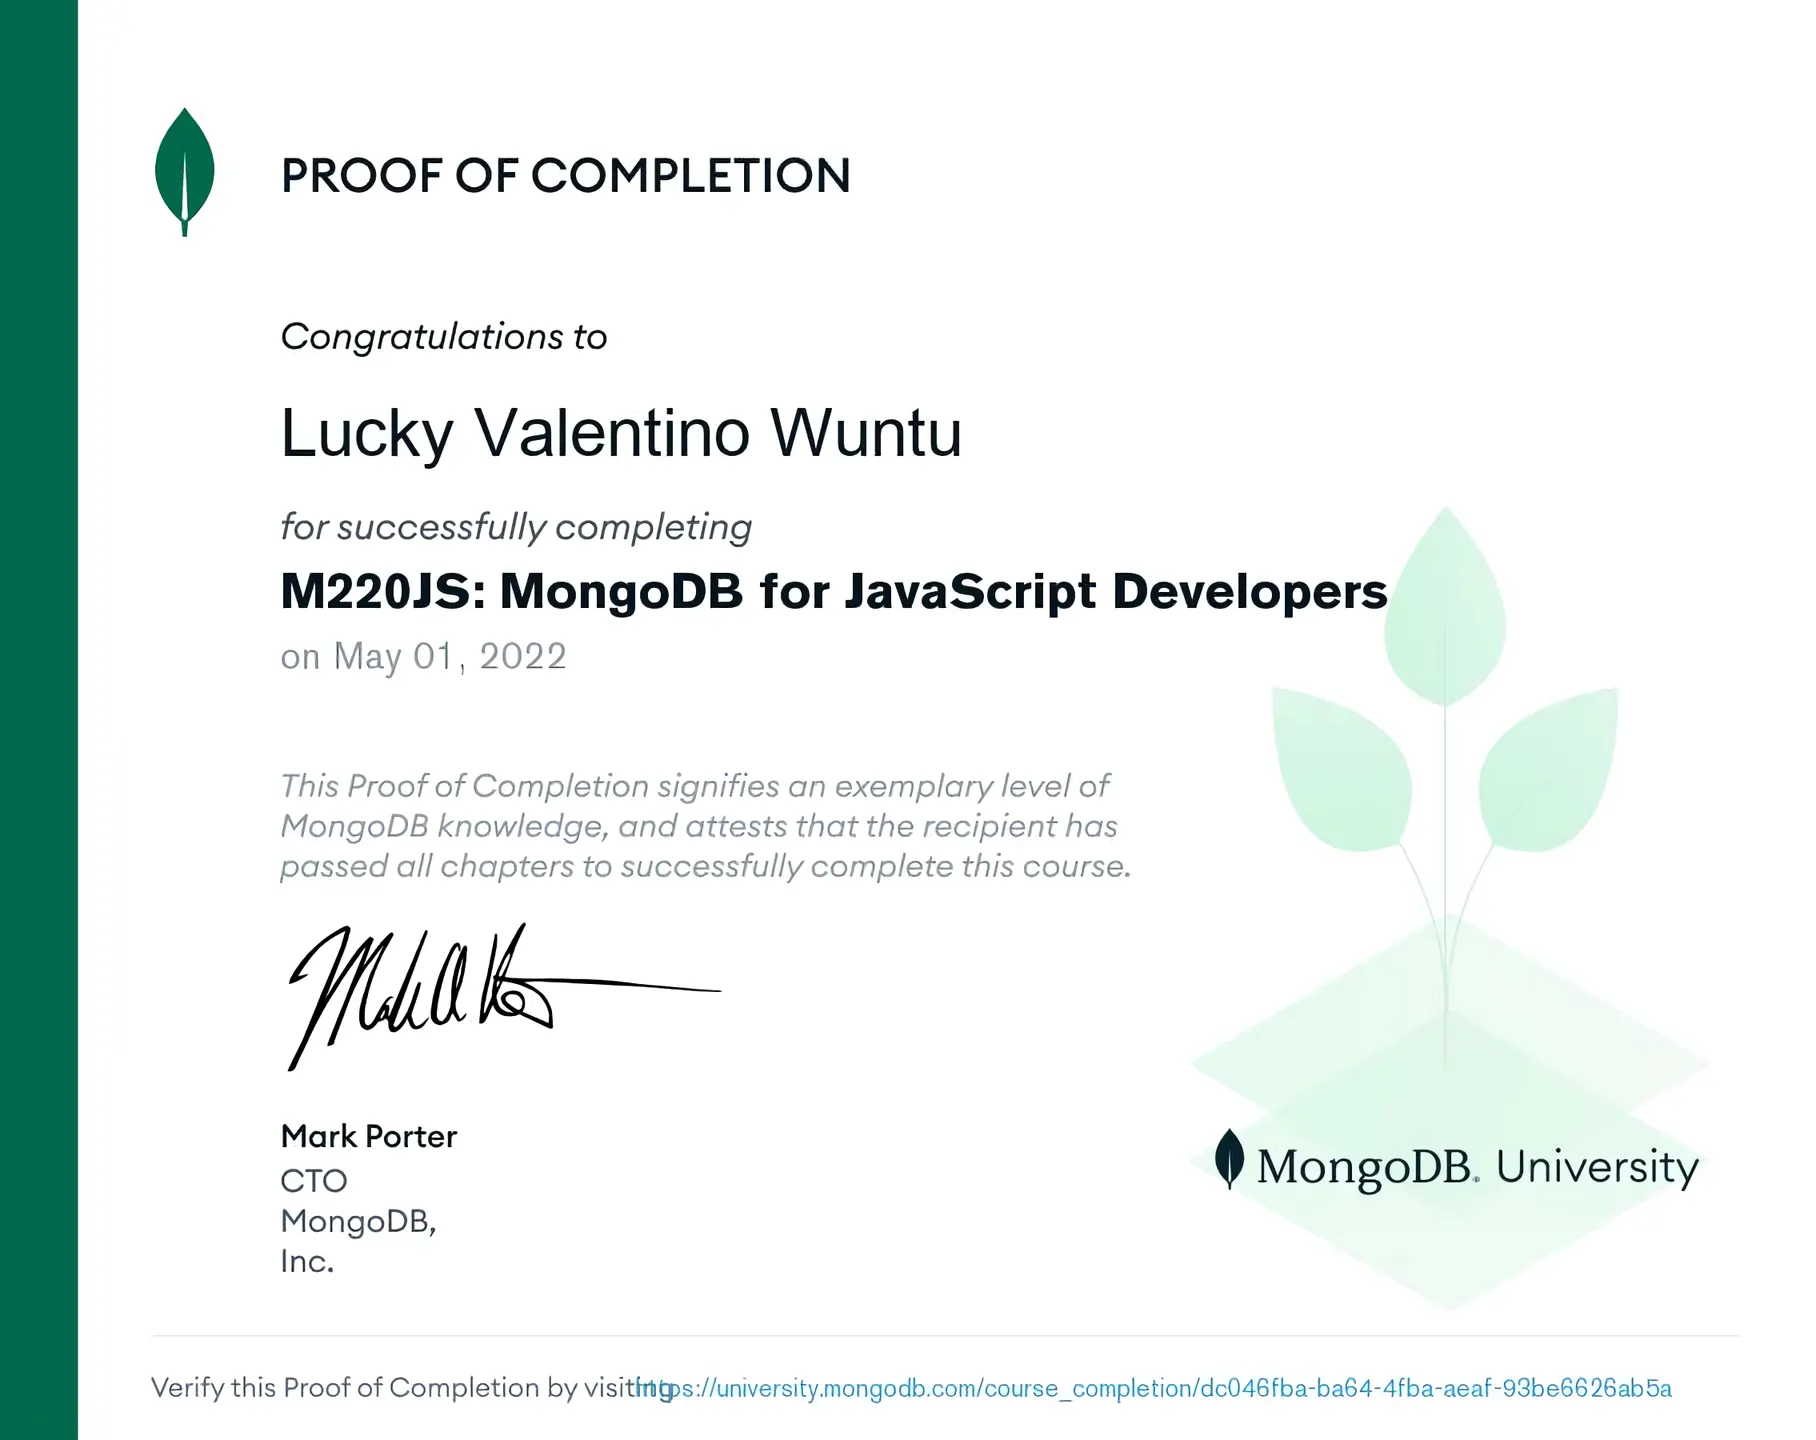 PROOF OF COMPLETION
Congratulations to
Lucky Valentino Wuntu
for successfully completing
M220JS: MongoDB for JavaScript Developers
on May 01, 2022
This Proof of Completion signifies an exemplary level of
MongoDB knowledge, and attests that the recipient has
passed all chapters to successfully complete this course.
Mark Porter
CTO
MongoDB,
Inc.
MongoDB. University
Verify this Proof of Completion by visiting https://university.mongodb.com/course_completion/dc046fba-ba64-4fba-aeaf-93be6626ab5a